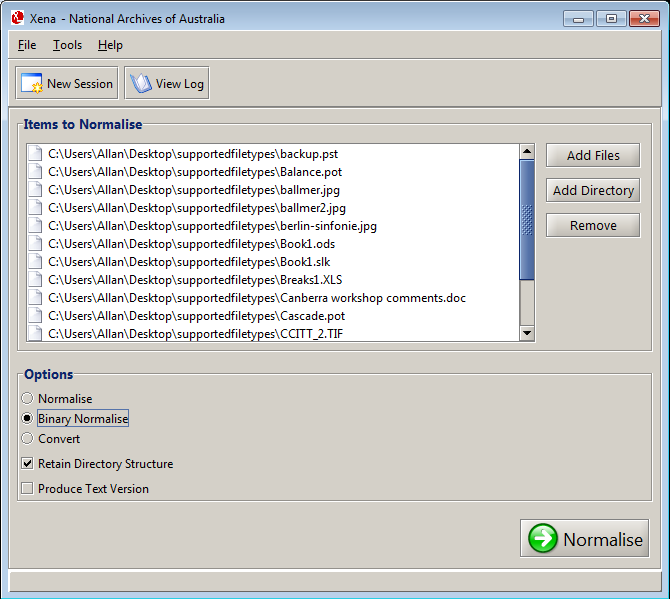 Xena - National Archives of Australia
File Tools Help
New Session View Log
Items to Normalise
C:\Users\Allan\Desktop\supportedfiletypes\backup.pst
C:\Users\Allan\Desktop\supportedfiletypes\Balance.pot
C:\Users\Allan\Desktop\supportedfiletypes\ballmer.jpg
C:\Users\Allan\Desktop\supportedfiletypes\ballmer2.jpg
C:\Users\Allan\Desktop\supportedfiletypes\berlin-sinfonie.jpg
C:\Users\Allan\Desktop\supportedfiletypes\Book1.ods
C:\Users\Allan\Desktop\supportedfiletypes\Book1.slk
C:\Users\Allan\Desktop\supportedfiletypes\Breaks1.XLS
C:\Users\Allan\Desktop\supportedfiletypes\Canberra workshop comments.doc
C:\Users\Allan\Desktop\supportedfiletypes\Cascade.pot
C:\Users\Allan\Desktop\supportedfiletypes\CCITT_2.TIF
Add Files
Add Directory
Remove
Options
Normalise
Binary Normalise
Convert
Retain Directory Structure
Produce Text Version
Normalise